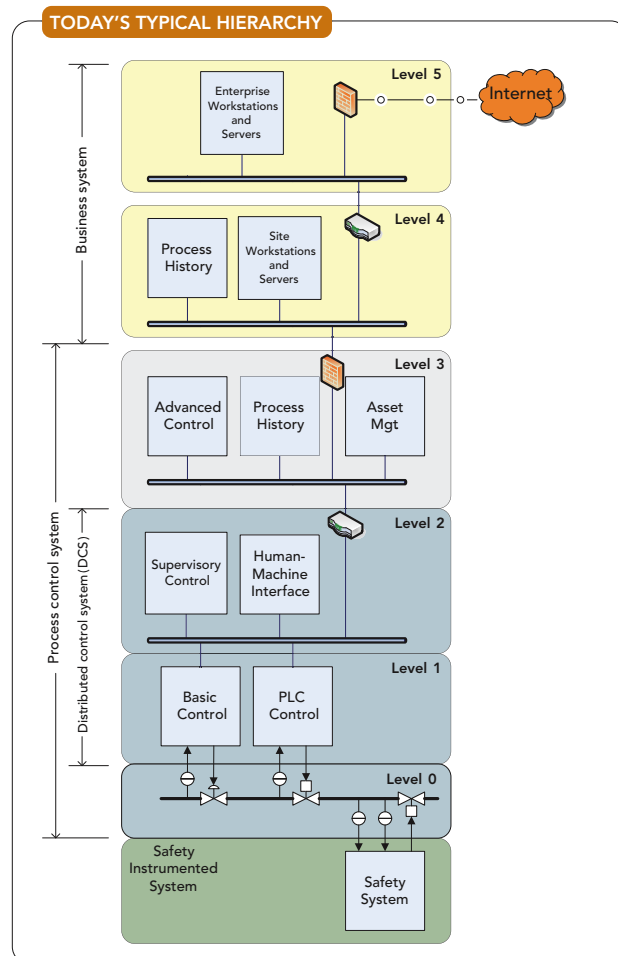 TODAY'S TYPICAL HIERARCHY
Level 5
Enterprise
Workstations
and
Servers
Internet
Business system
Level 4
Process
History
Site
Workstations
and
Servers
Level 3
Advanced
Control
Process
History
Asset
Mgt
Process control system
Distributed control system(DCS)
Level 2
Supervisory
Control
Human-
Machine
Interface
Level 1
Basic
Control
PLC
Control
Level 0
Safety
Instrumented
System
Safety
System